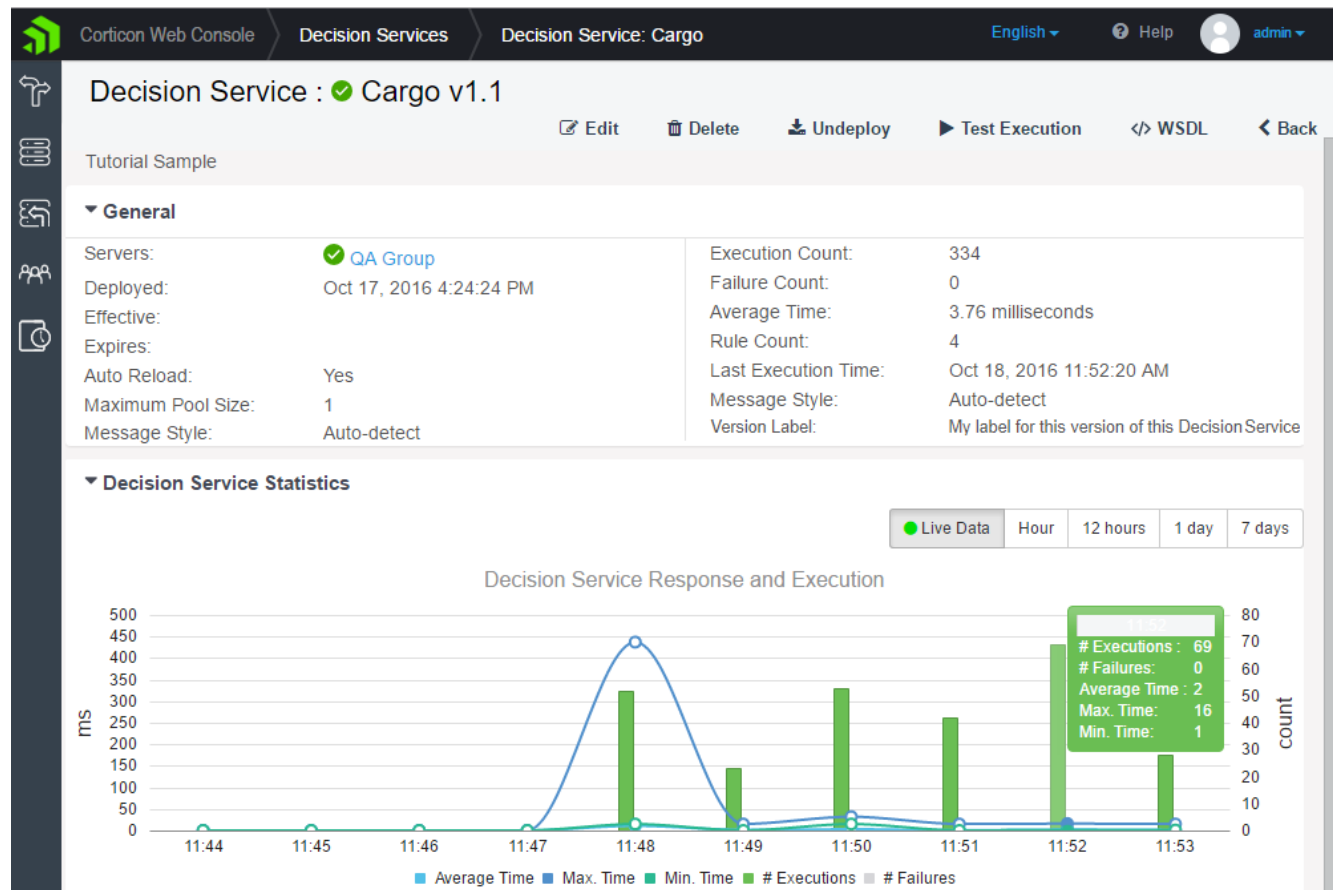 Corticon Web Console Decision Services Decision Service: Cargo English Help admin
Decision Service : Cargo v1.1
Edit Delete Undeploy Test Execution </> WSDL Back
Tutorial Sample
General
Servers: QA Group
Deployed: Oct 17, 2016 4:24:24 PM
Effective:
Expires:
Auto Reload: Yes
Maximum Pool Size: 1
Message Style: Auto-detect
Execution Count: 334
Failure Count: 0
Average Time: 3.76 milliseconds
Rule Count: 4
Last Execution Time: Oct 18, 2016 11:52:20 AM
Message Style: Auto-detect
Version Label: My label for this version of this Decision Service
Decision Service Statistics
Live Data Hour 12 hours 1 day 7 days
Decision Service Response and Execution
500
450
400
350
300
250
200
150
100
50
0
ms
11:52
# Executions : 69
# Failures: 0
Average Time : 2
Max. Time: 16
Min. Time: 1
80
70
60
50
40
30
20
10
0
count
11:44 11:45 11:46 11:47 11:48 11:49 11:50 11:51 11:52 11:53
Average Time Max. Time Min. Time # Executions # Failures